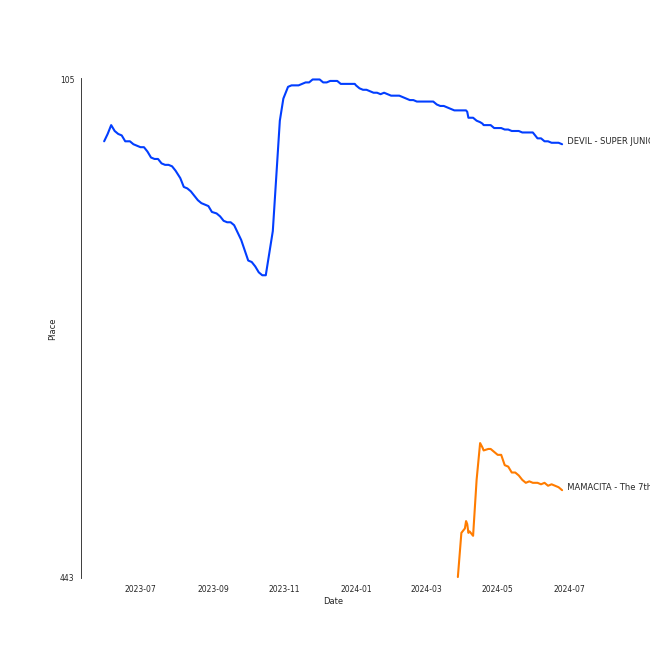 105
DEVIL - SUPER JUNIO
Place
MAMACITA - The 7th
443
2023-07 2023-09 2023-11 2024-01 2024-03 2024-05 2024-07
Date